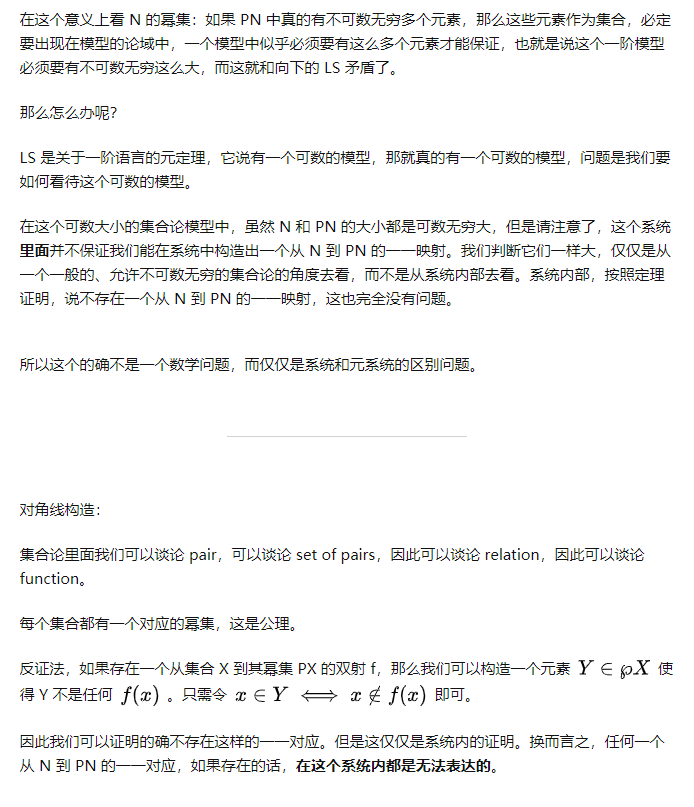 在这个意义上看 N 的幂集：如果 PN 中真的有不可数无穷多个元素，那么这些元素作为集合，必定
要出现在模型的论域中，一个模型中似乎必须要有这么多个元素才能保证，也就是说这个一阶模型
必须要有不可数无穷这么大，而这就和向下的 LS 矛盾了。
那么怎么办呢？
LS 是关于一阶语言的元定理，它说有一个可数的模型，那就真的有一个可数的模型，问题是我们要
如何看待这个可数的模型。
在这个可数大小的集合论模型中，虽然 N 和 PN 的大小都是可数无穷大，但是请注意了，这个系统
里面并不保证我们能在系统中构造出一个从 N 到 PN 的一一映射。我们判断它们一样大，仅仅是从
一个一般的、允许不可数无穷的集合论的角度去看，而不是从系统内部去看。系统内部，按照定理
证明，说不存在一个从 N 到 PN 的一一映射，这也完全没有问题。
所以这个的确不是一个数学问题，而仅仅是系统和元系统的区别问题。
对角线构造：
集合论里面我们可以谈论 pair，可以谈论 set of pairs，因此可以谈论 relation，因此可以谈论
function。
每个集合都有一个对应的幂集，这是公理。
反证法，如果存在一个从集合 X 到其幂集 PX 的双射 f，那么我们可以构造一个元素 Y ∈ ℘X 使
得 Y 不是任何 f(x) 。只需令 x ∈ Y ⟺ x ∉ f(x) 即可。
因此我们可以证明的确不存在这样的一一对应。但是这仅仅是系统内的证明。换而言之，任何一个
从 N 到 PN 的一一对应，如果存在的话，在这个系统内都是无法表达的。